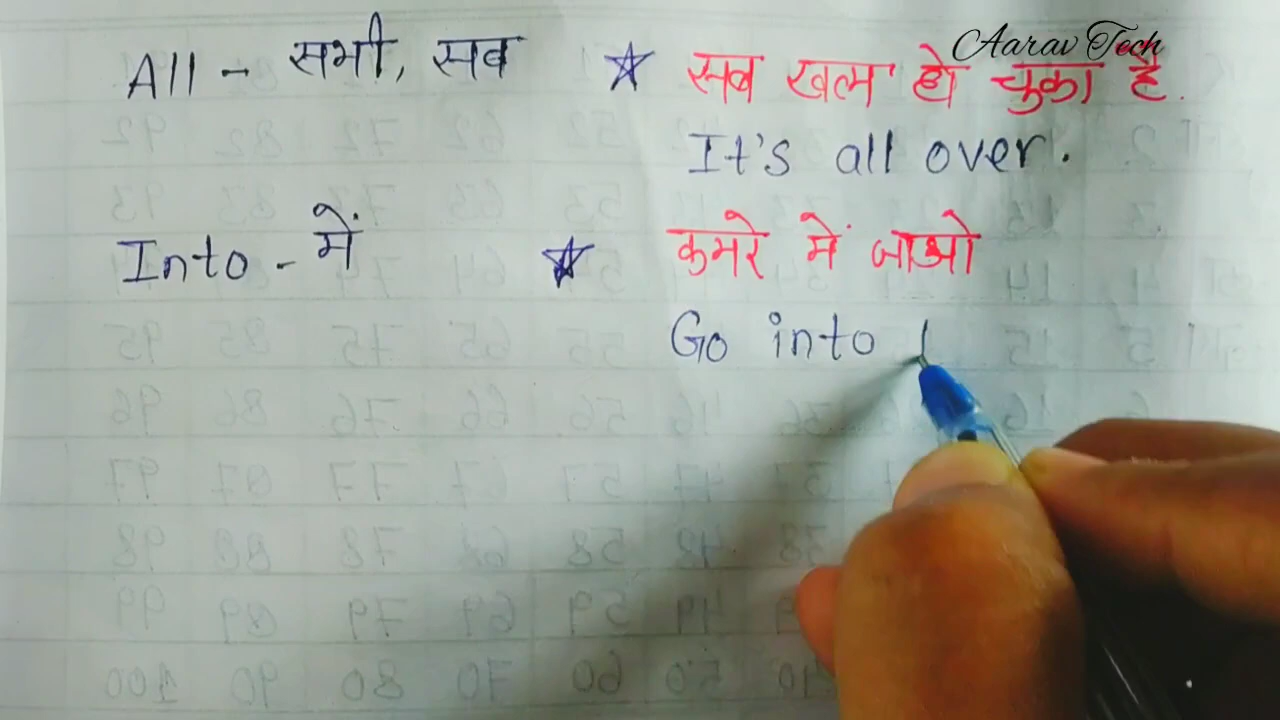 Aarav Tech
All - सभी, सब ☆ सब खत्म हो चुका है.
It's all over.
Into - में ☆ कमरे में जाओ
Go into